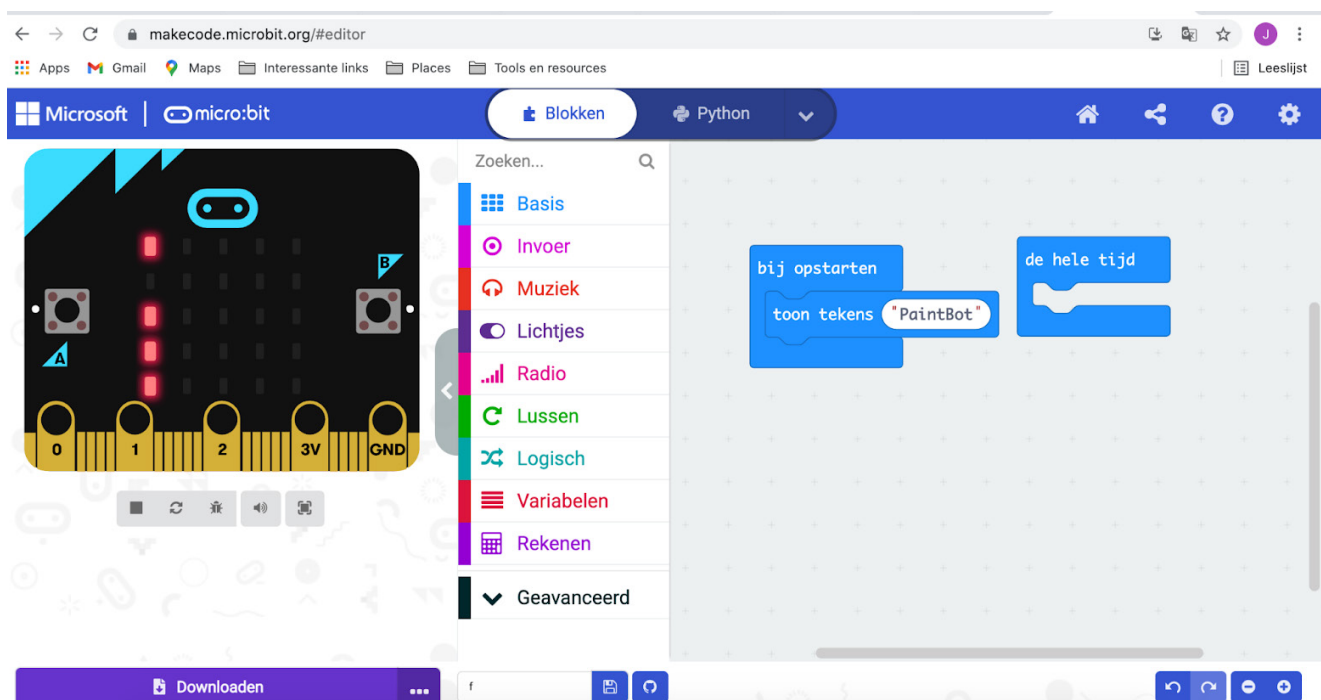 makecode.microbit.org/#editor
J
Apps Gmail Maps Interessante links Places Tools en resources Leeslijst
Microsoft micro:bit Blokken Python
Zoeken...
Basis
Invoer
Muziek
Lichtjes
Radio
Lussen
Logisch
Variabelen
Rekenen
Geavanceerd
B
A
0 1 2 3V GND
bij opstarten
toon tekens "PaintBot"
de hele tijd
Downloaden ... f